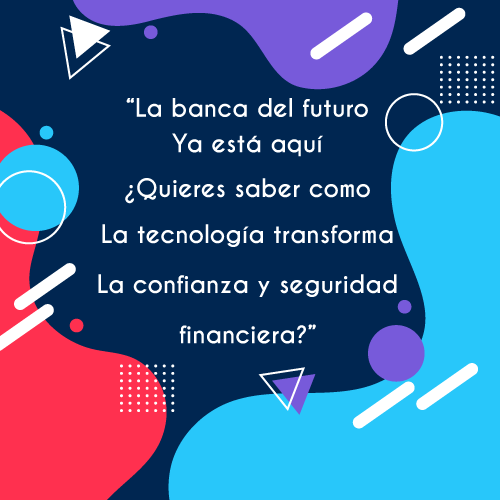 “La banca del futuro
Ya está aquí
¿Quieres saber como
La tecnología transforma
La confianza y seguridad
financiera?”